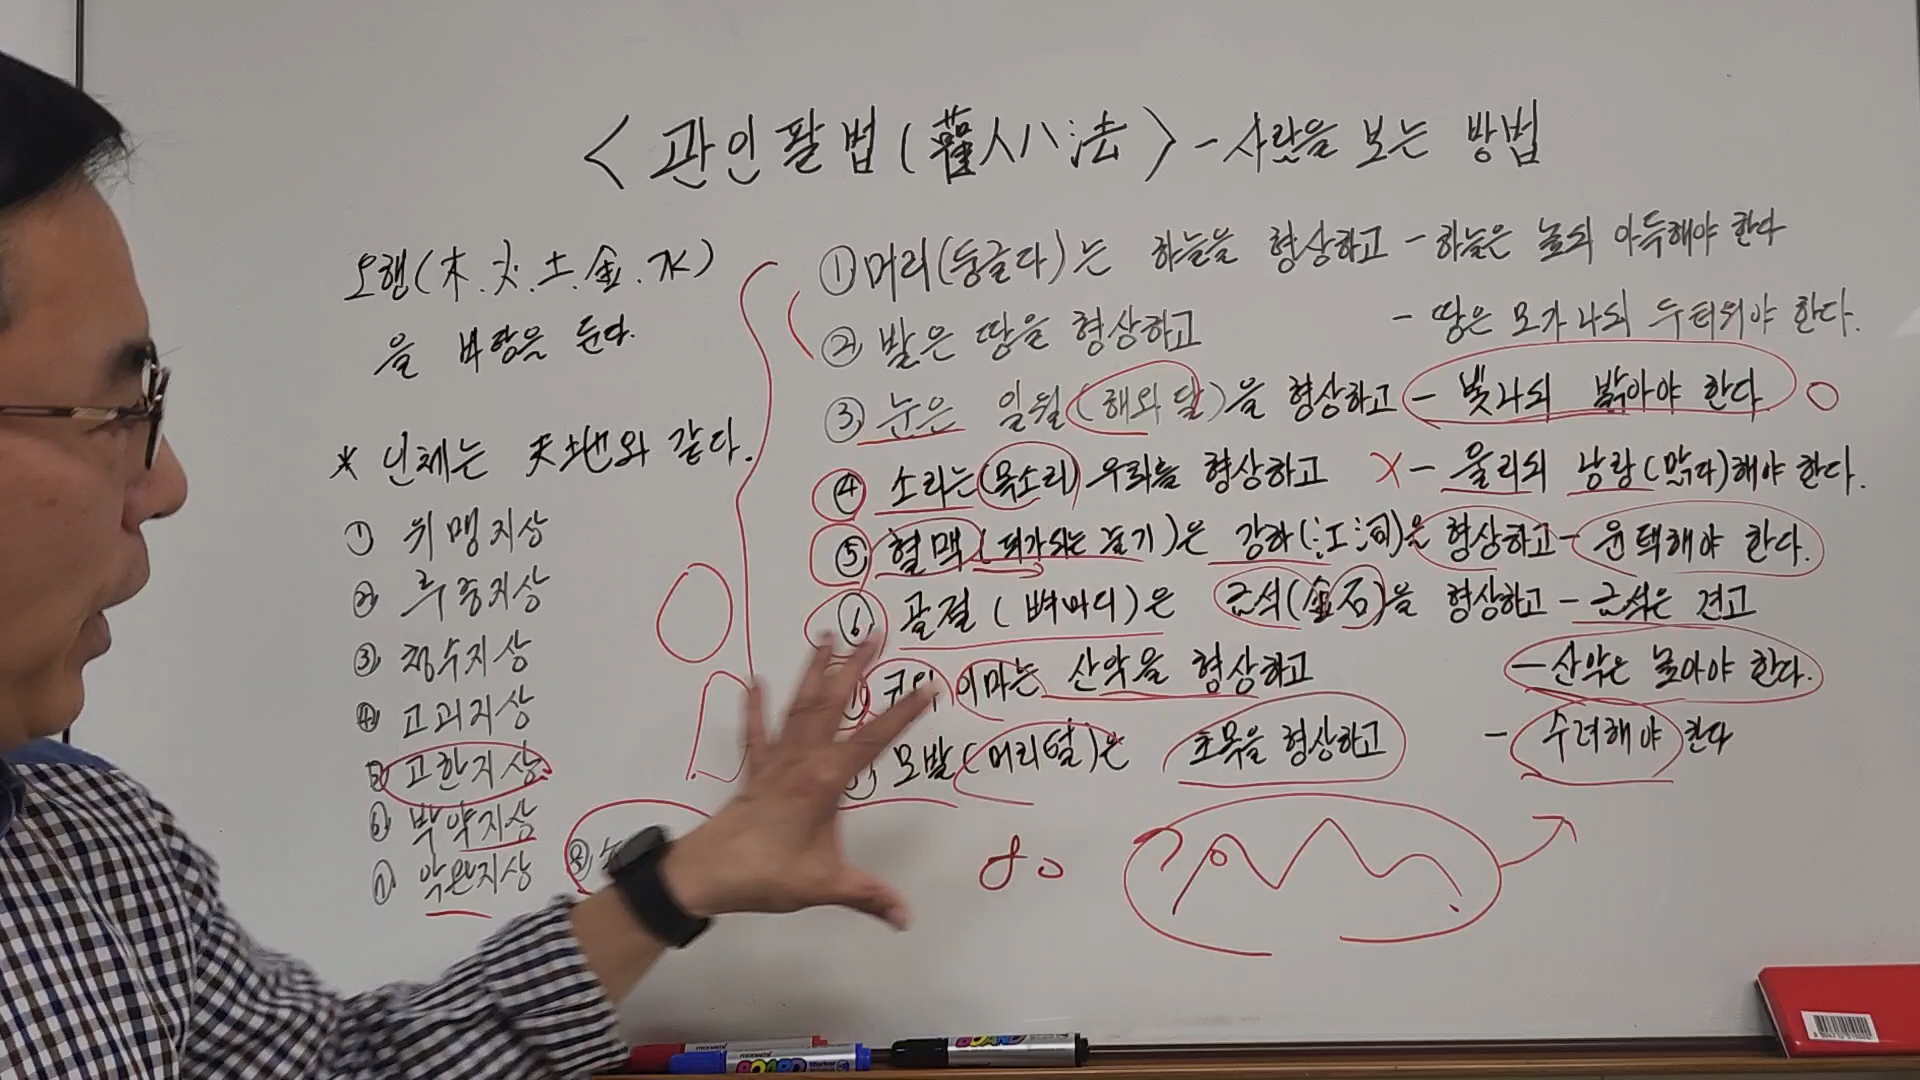 <관인팔법(觀人八法)> - 사람을 보는 방법
오행(木.火.土.金.水)
을 바탕을 둔다.
* 인체는 天地와 같다.
① 위맹지상
② 후중지상
③ 청수지상
④ 고괴지상
⑤ 고한지상
⑥ 박약지상
⑦ 악완지상
⑧
①머리(둥글다)는 하늘을 형상하고 - 하늘은 높되 아득해야 한다
② 발은 땅을 형상하고 - 땅은 모가 나되 두터워야 한다.
③ 눈은 일월(해와 달)을 형상하고 - 빛나되 밝아야 한다
④ 소리는(목소리) 우뢰를 형상하고 X - 울리되 낭랑(맑다)해야 한다.
⑤ 혈맥(피가 되는 줄기)은 강하(江河)을 형상하고 - 윤택해야 한다.
⑥ 골절(뼈마디)은 금석(金石)을 형상하고 - 금석은 견고
⑦ 코와 이마는 산악을 형상하고 - 산악은 높아야 한다.
모발(머리털)은 초목을 형상하고 - 수려해야 한다
monami BOARD Marker
BOARD